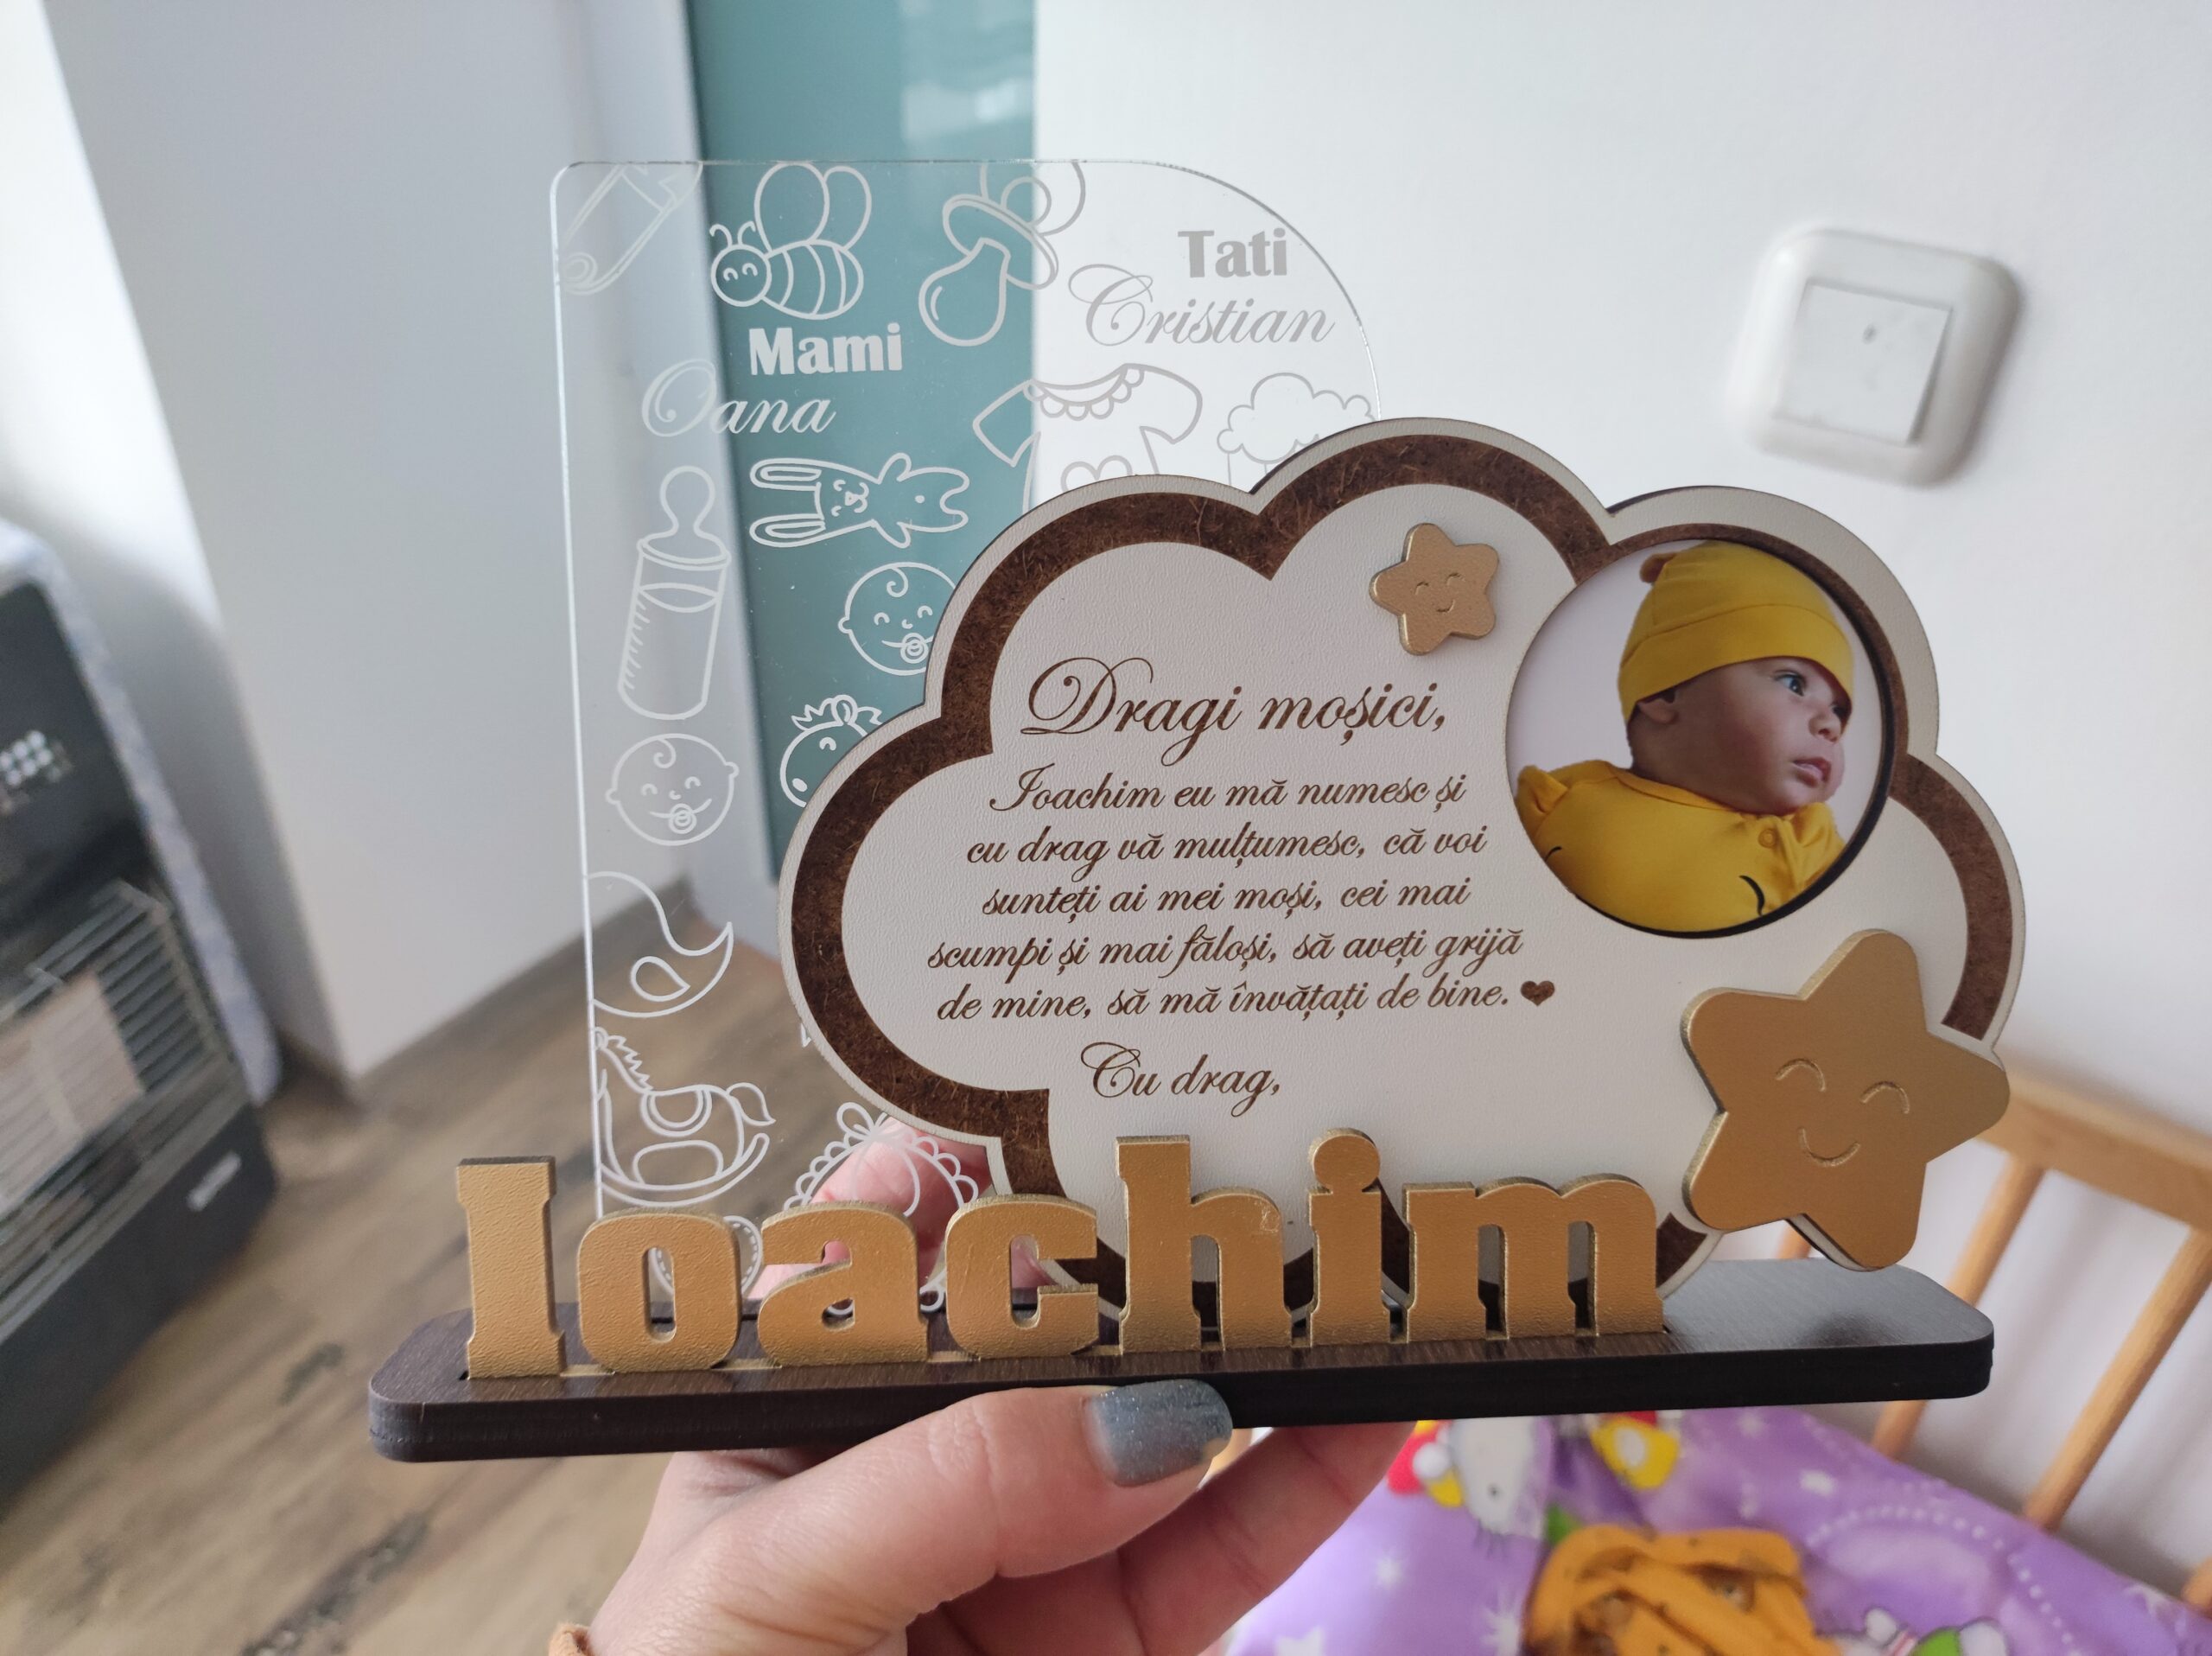 Tati
Cristian
Mami
Oana
Dragi moșici,
Ioachim eu mă numesc și
cu drag vă mulțumesc, că voi
sunteți ai mei moși, cei mai
scumpi și mai făloși, să aveți grijă
de mine, să mă învățați de bine.
Cu drag,
Ioachim